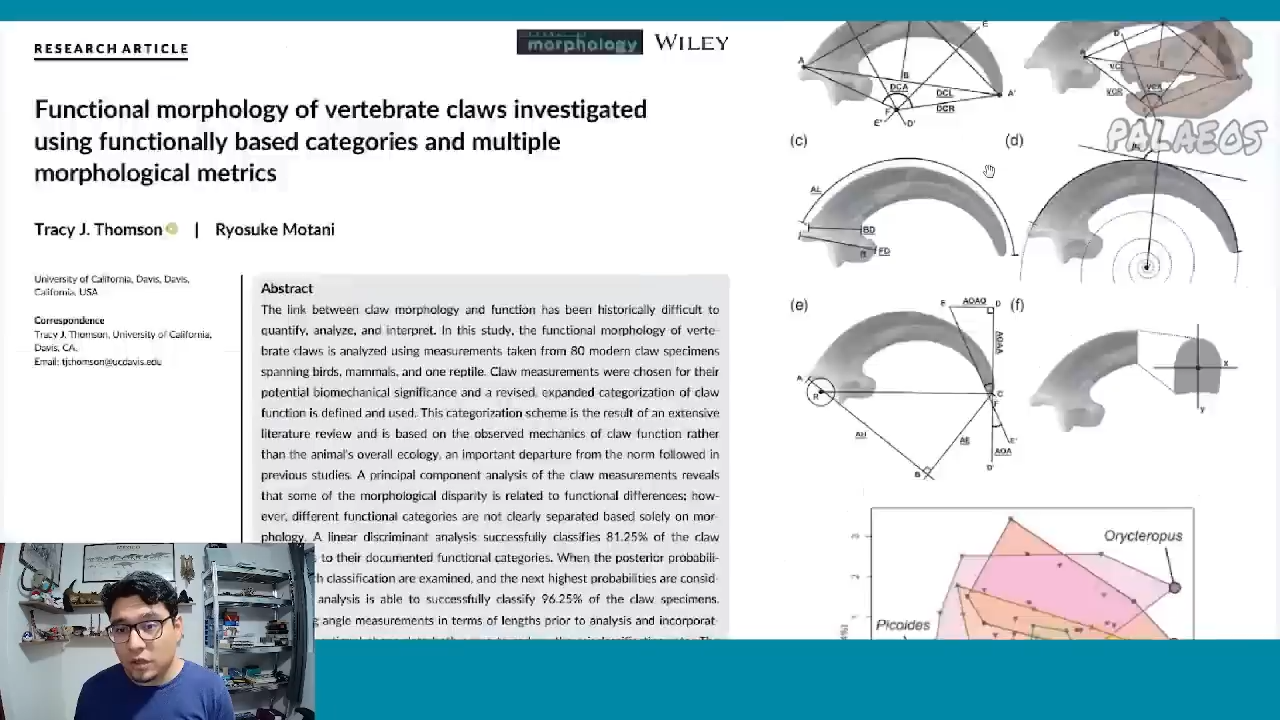 RESEARCH ARTICLE
morphology
WILEY
Functional morphology of vertebrate claws investigated
using functionally based categories and multiple
morphological metrics
Tracy J. Thomson | Ryosuke Motani
University of California, Davis, Davis,
California, USA
Correspondence
Tracy J. Thomson, University of California,
Davis, CA.
Email: tjthomson@ucdavis.edu
Abstract
The link between claw morphology and function has been historically difficult to
quantify, analyze, and interpret. In this study, the functional morphology of verte-
brate claws is analyzed using measurements taken from 80 modern claw specimens
spanning birds, mammals, and one reptile. Claw measurements were chosen for their
potential biomechanical significance and a revised, expanded categorization of claw
function is defined and used. This categorization scheme is the result of an extensive
literature review and is based on the observed mechanics of claw function rather
than the animal's overall ecology, an important departure from the norm followed in
previous studies. A principal component analysis of the claw measurements reveals
that some of the morphological disparity is related to functional differences; how-
ever, different functional categories are not clearly separated based solely on mor-
phology. A linear discriminant analysis successfully classifies 81.25% of the claw
to their documented functional categories. When the posterior probabili-
classification are examined, and the next highest probabilities are consid-
analysis is able to successfully classify 96.25% of the claw specimens.
angle measurements in terms of lengths prior to analysis and incorporat-
A
B
E
DCA
DCL
DCR
A'
E'
D'
D
VCL
VCR
VCA
PALAEOS
(c)
AL
BD
FD
(d)
(e)
E
AOAO
D
AOAA
A
R
C
F
E'
AU
AE
AOA
B
D'
(f)
x
y
Orycteropus
3
2
1
Picoides